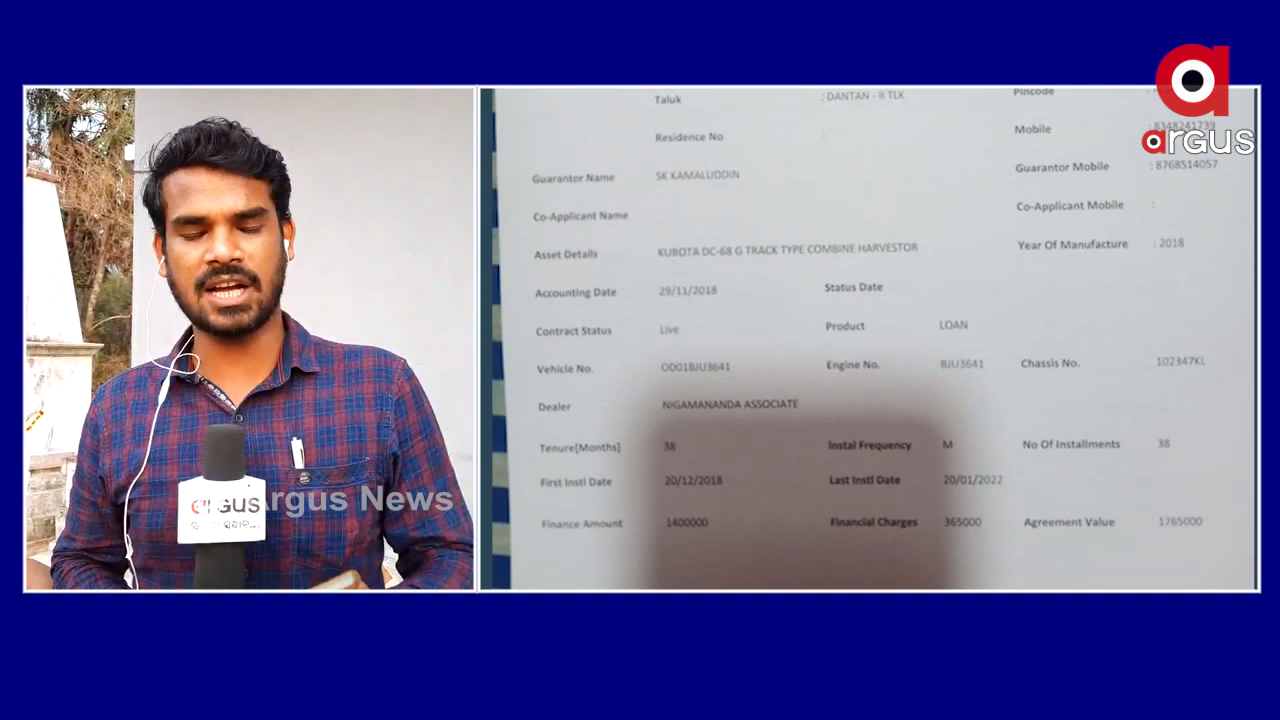 argus
Argus News
argus
Taluk : DANTAN - II TLK Pincode :
Residence No Mobile : 8348241739
Guarantor Name SK KAMALUDDIN Guarantor Mobile : 8768514057
Co-Applicant Name Co-Applicant Mobile :
Asset Details KUBOTA DC-68 G TRACK TYPE COMBINE HARVESTOR Year Of Manufacture : 2018
Accounting Date 29/11/2018 Status Date
Contract Status Live Product LOAN
Vehicle No. OD01BJU3641 Engine No. BJU3641 Chassis No. 102347KL
Dealer NIGAMANANDA ASSOCIATE
Tenure[Months] 38 Instal Frequency M No Of Installments 38
First Instl Date 20/12/2018 Last Instl Date 20/01/2022
Finance Amount 1400000 Financial Charges 365000 Agreement Value 1765000